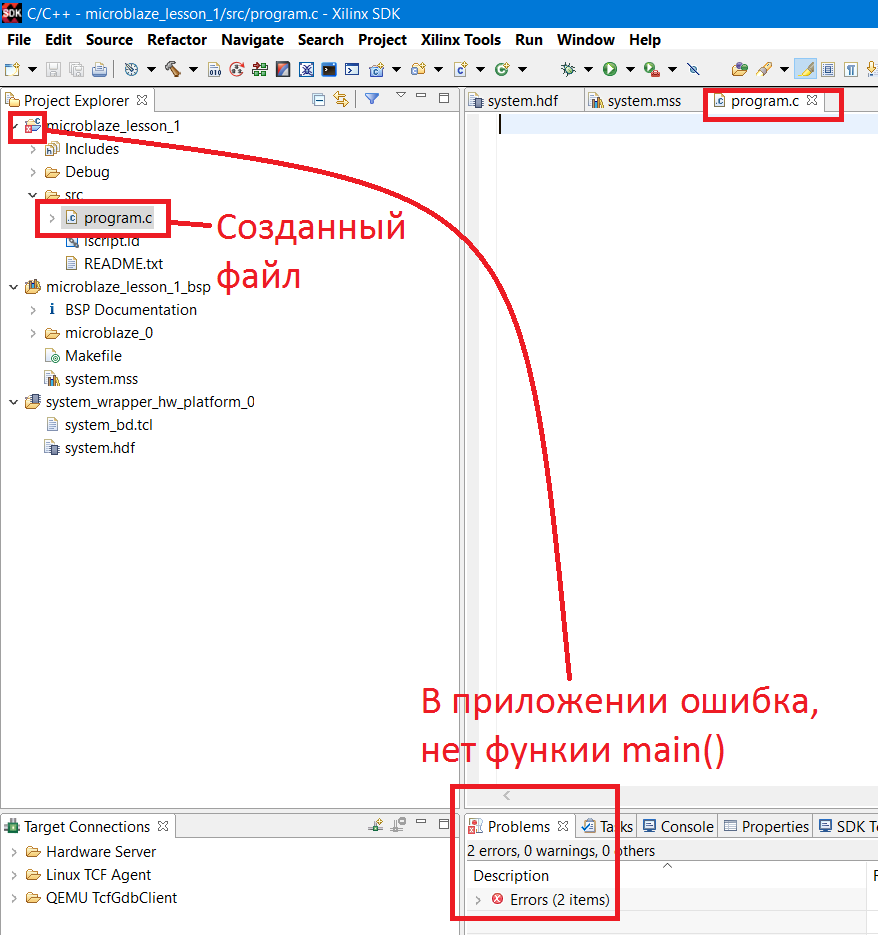 C/C++ - microblaze_lesson_1/src/program.c - Xilinx SDK
File Edit Source Refactor Navigate Search Project Xilinx Tools Run Window Help
Project Explorer
system.hdf system.mss program.c
microblaze_lesson_1
Includes
Debug
src
program.c
lscript.ld
README.txt
microblaze_lesson_1_bsp
BSP Documentation
microblaze_0
Makefile
system.mss
system_wrapper_hw_platform_0
system_bd.tcl
system.hdf
Созданный
файл
В приложении ошибка,
нет функии main()
Target Connections
Hardware Server
Linux TCF Agent
QEMU TcfGdbClient
Problems Tasks Console Properties SDK T
2 errors, 0 warnings, 0 others
Description
Errors (2 items)